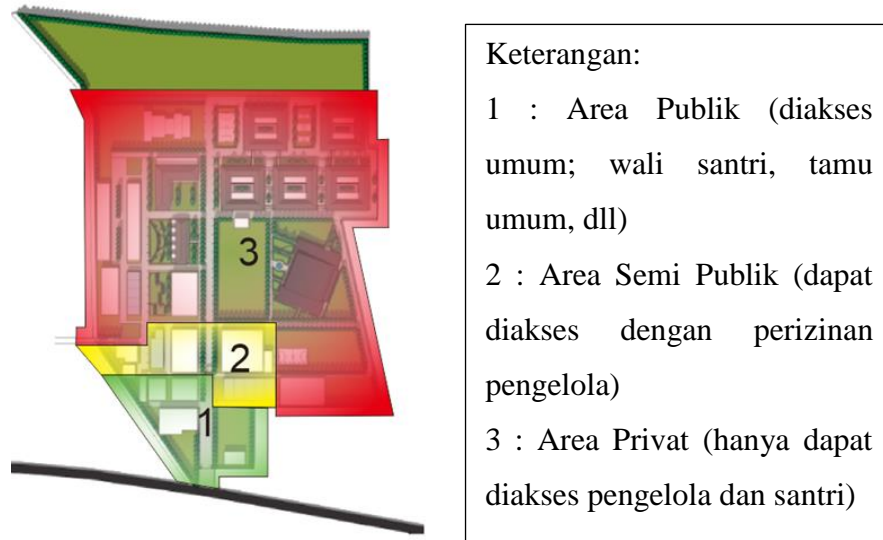 3
2
1
Keterangan:
1 : Area Publik (diakses
umum; wali santri, tamu
umum, dll)
2 : Area Semi Publik (dapat
diakses dengan perizinan
pengelola)
3 : Area Privat (hanya dapat
diakses pengelola dan santri)